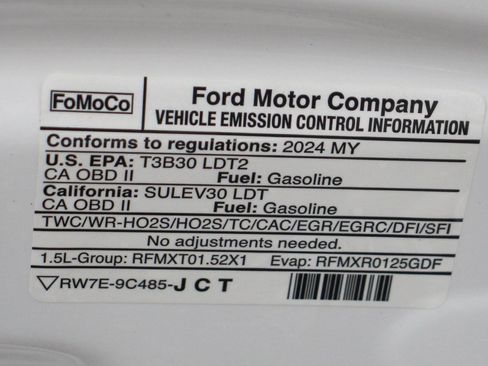 FoMoCo
Ford Motor Company
VEHICLE EMISSION CONTROL INFORMATION
Conforms to regulations: 2024 MY
U.S. EPA: T3B30 LDT2
CA OBD II Fuel: Gasoline
California: SULEV30 LDT
CA OBD II Fuel: Gasoline
TWC/WR-HO2S/HO2S/TC/CAC/EGR/EGRC/DFI/SFI
No adjustments needed.
1.5L-Group: RFMXT01.52X1 Evap: RFMXR0125GDF
RW7E-9C485-JCT